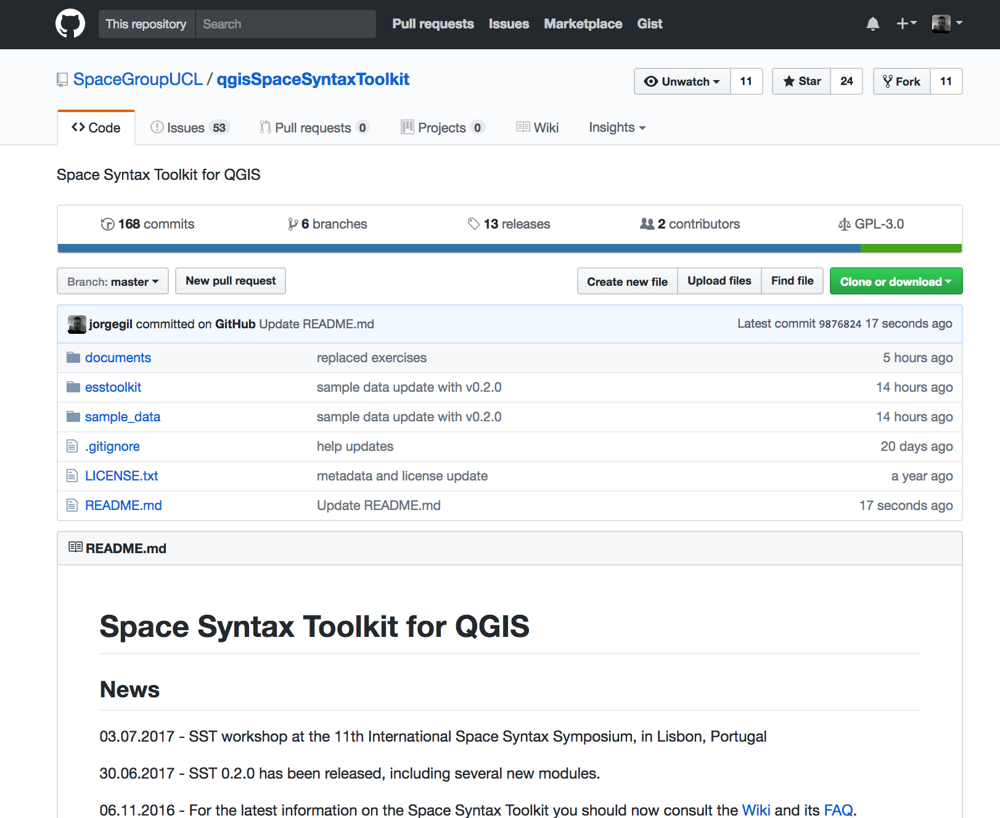 This repository Search Pull requests Issues Marketplace Gist
SpaceGroupUCL / qgisSpaceSyntaxToolkit Unwatch 11 Star 24 Fork 11
Code Issues 53 Pull requests 0 Projects 0 Wiki Insights
Space Syntax Toolkit for QGIS
168 commits 6 branches 13 releases 2 contributors GPL-3.0
Branch: master New pull request Create new file Upload files Find file Clone or download
jorgegil committed on GitHub Update README.md Latest commit 9876824 17 seconds ago
documents replaced exercises 5 hours ago
esstoolkit sample data update with v0.2.0 14 hours ago
sample_data sample data update with v0.2.0 14 hours ago
.gitignore help updates 20 days ago
LICENSE.txt metadata and license update a year ago
README.md Update README.md 17 seconds ago
README.md
Space Syntax Toolkit for QGIS
News
03.07.2017 - SST workshop at the 11th International Space Syntax Symposium, in Lisbon, Portugal
30.06.2017 - SST 0.2.0 has been released, including several new modules.
06.11.2016 - For the latest information on the Space Syntax Toolkit you should now consult the Wiki and its FAQ.